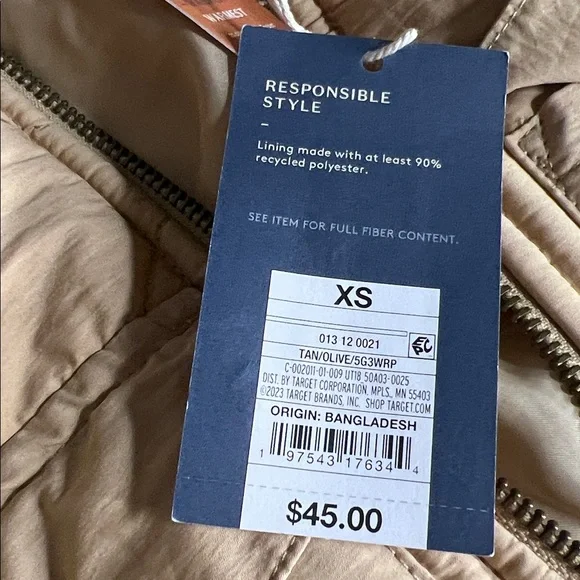 WARMEST
RESPONSIBLE
STYLE
–
Lining made with at least 90%
recycled polyester.
SEE ITEM FOR FULL FIBER CONTENT.
XS
013 12 0021
TAN/OLIVE/5G3WRP
C-002011-01-009 UT18 50A03-0025
DIST. BY TARGET CORPORATION, MPLS., MN 55403
©2023 TARGET BRANDS, INC. SHOP TARGET.COM
ORIGIN: BANGLADESH
1 97543 17634 4
$45.00